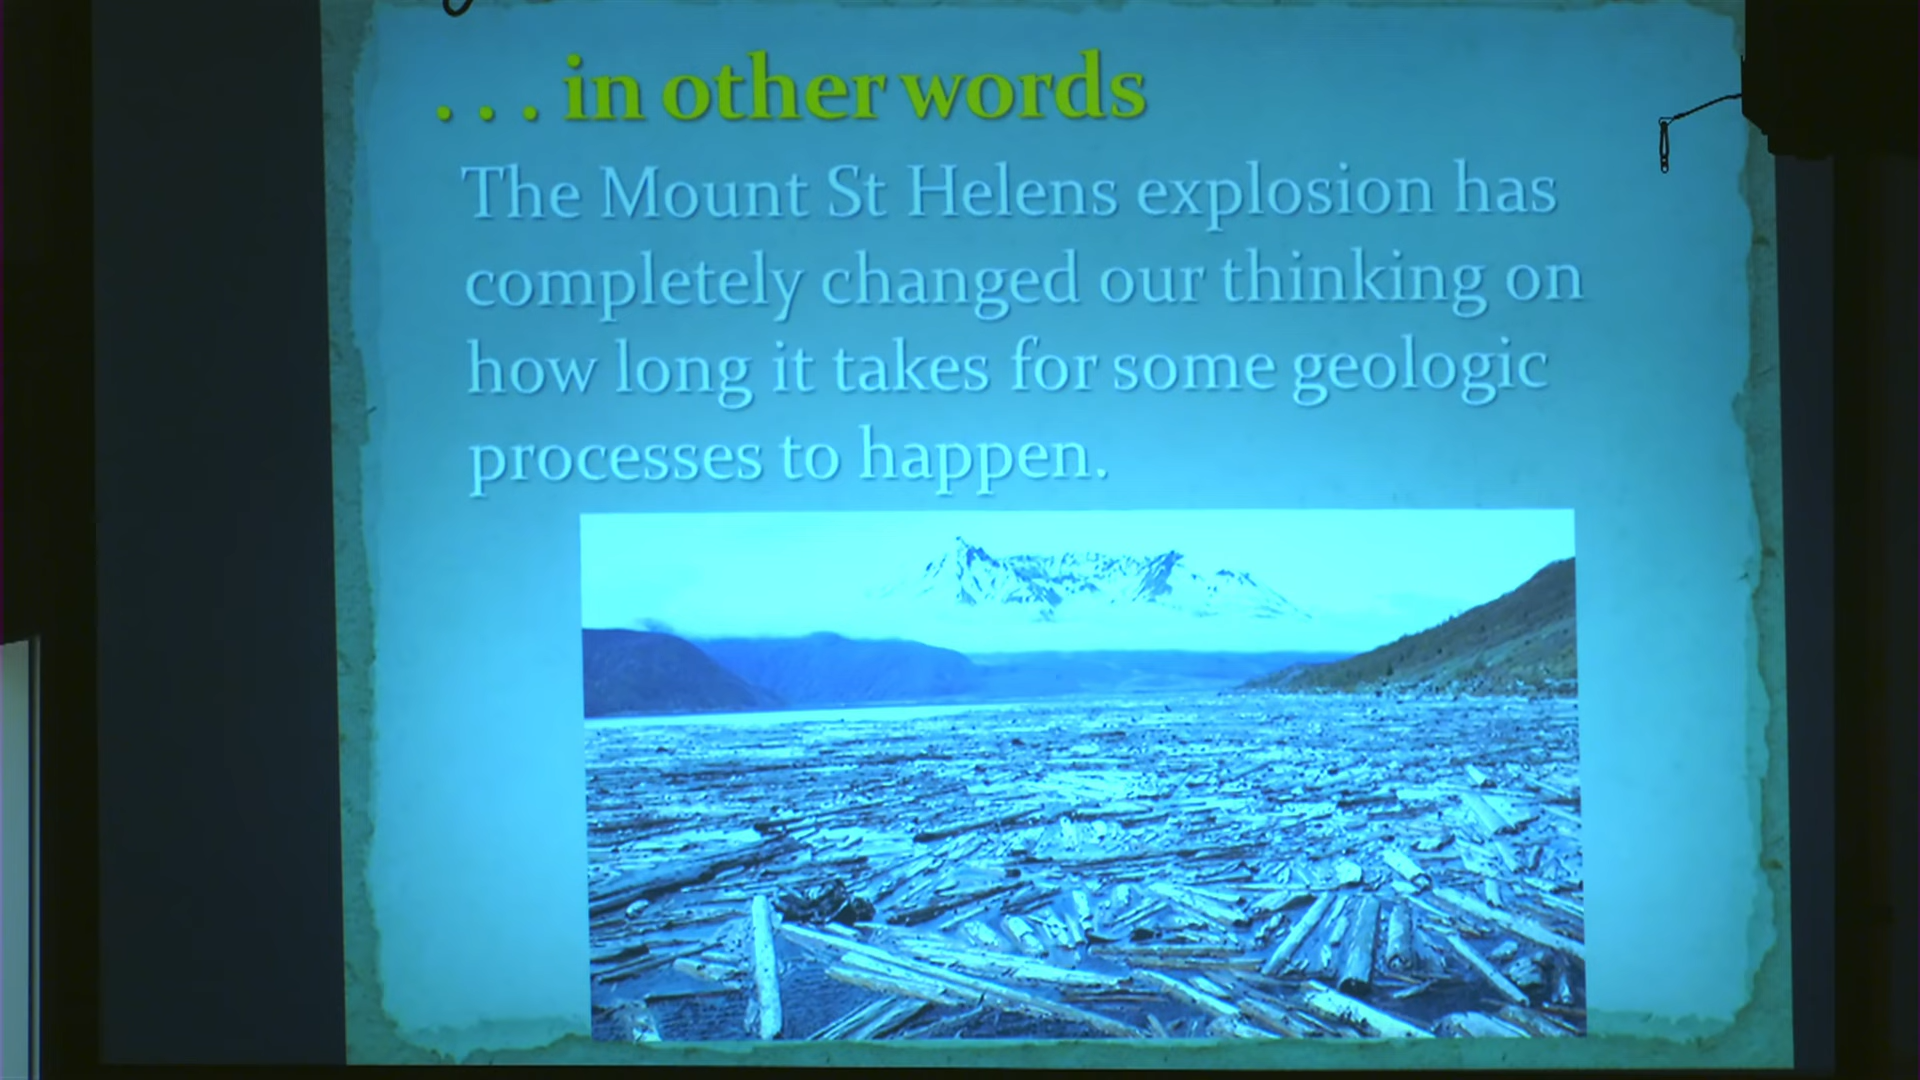 . . . in other words
The Mount St Helens explosion has
completely changed our thinking on
how long it takes for some geologic
processes to happen.